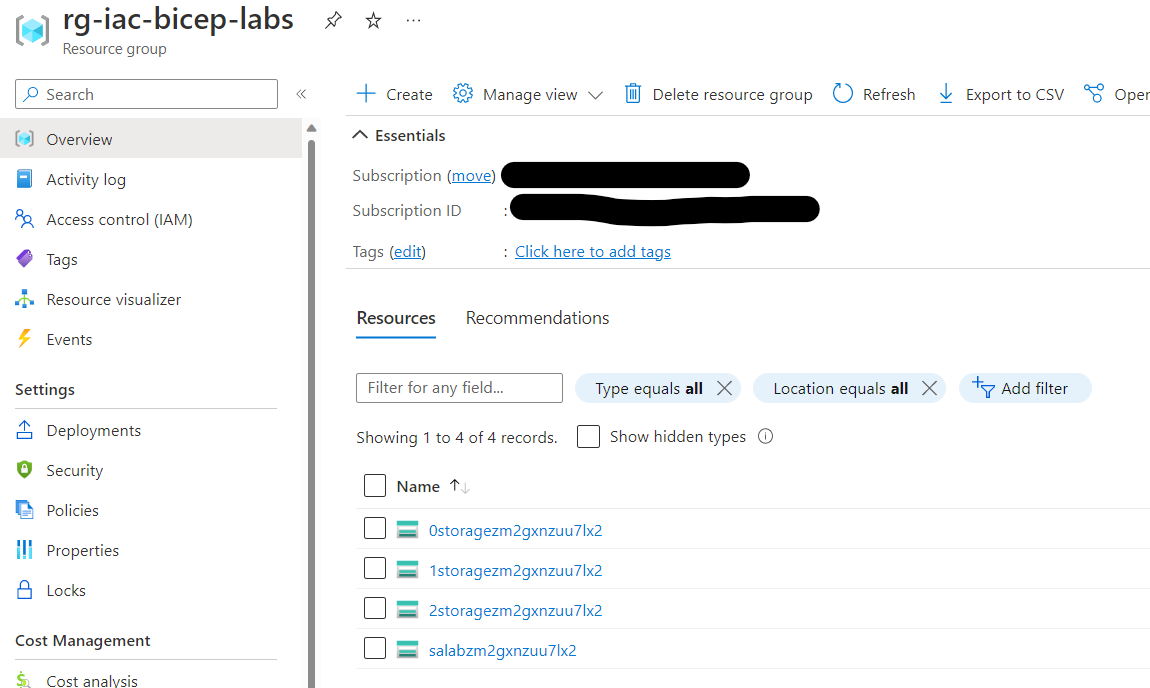 rg-iac-bicep-labs
Resource group
Search
Create Manage view Delete resource group Refresh Export to CSV Oper
Overview
Activity log
Access control (IAM)
Tags
Resource visualizer
Events
Settings
Deployments
Security
Policies
Properties
Locks
Cost Management
Cost analysis
Essentials
Subscription (move)
Subscription ID :
Tags (edit) : Click here to add tags
Resources Recommendations
Filter for any field... Type equals all Location equals all Add filter
Showing 1 to 4 of 4 records. Show hidden types
Name
0storagezm2gxnzuu7lx2
1storagezm2gxnzuu7lx2
2storagezm2gxnzuu7lx2
salabzm2gxnzuu7lx2